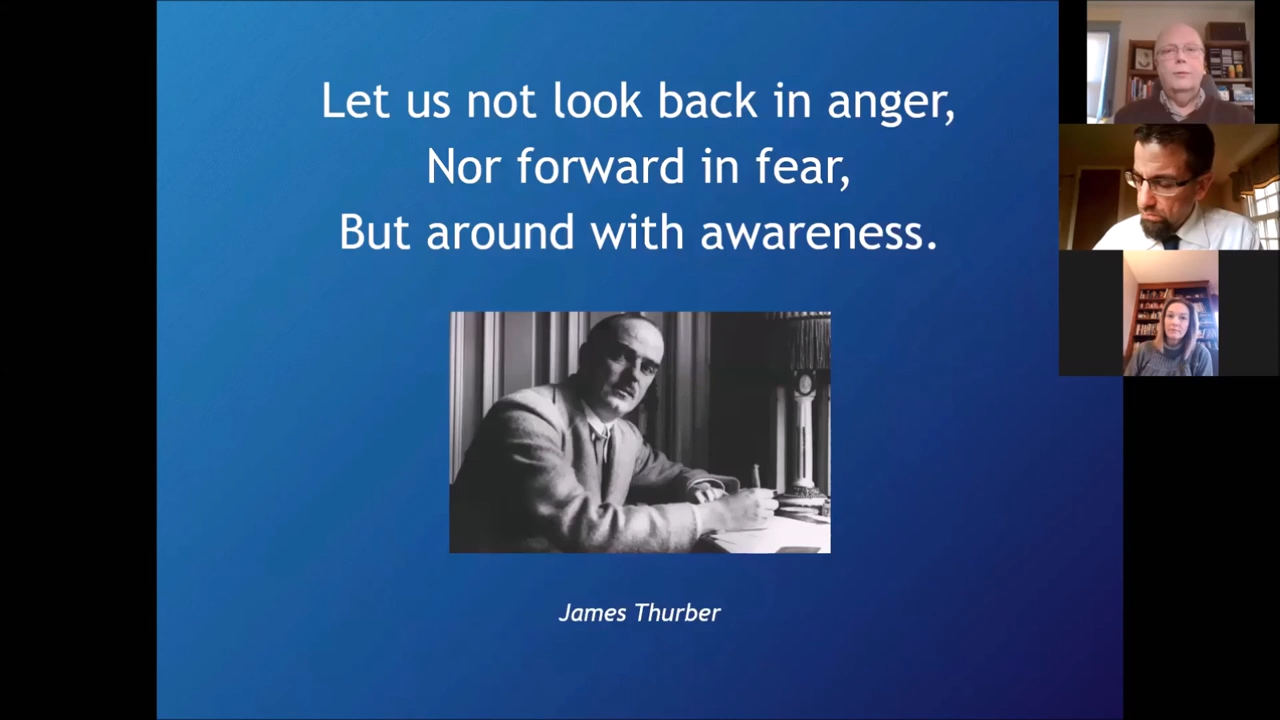 Let us not look back in anger,
Nor forward in fear,
But around with awareness.
James Thurber